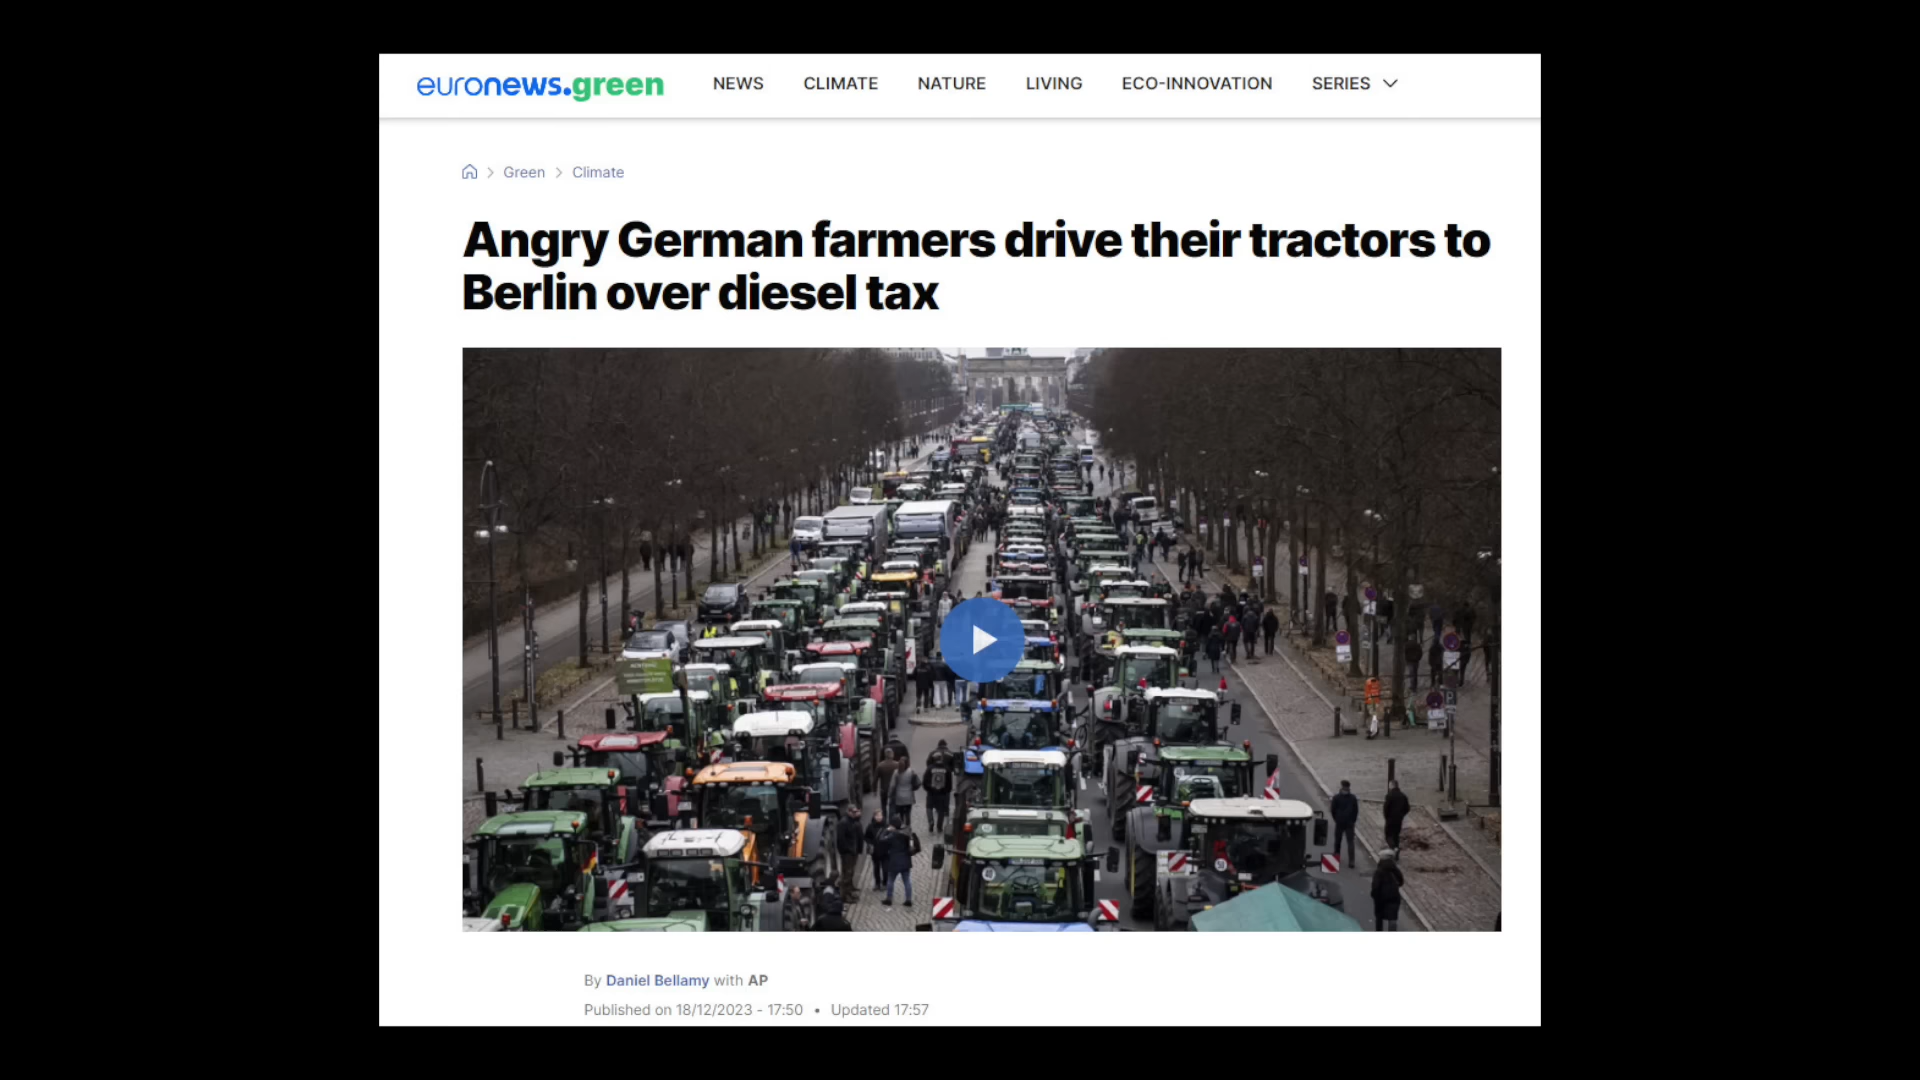 euronews.green NEWS CLIMATE NATURE LIVING ECO-INNOVATION SERIES
Green Climate
Angry German farmers drive their tractors to
Berlin over diesel tax
By Daniel Bellamy with AP
Published on 18/12/2023 - 17:50 • Updated 17:57